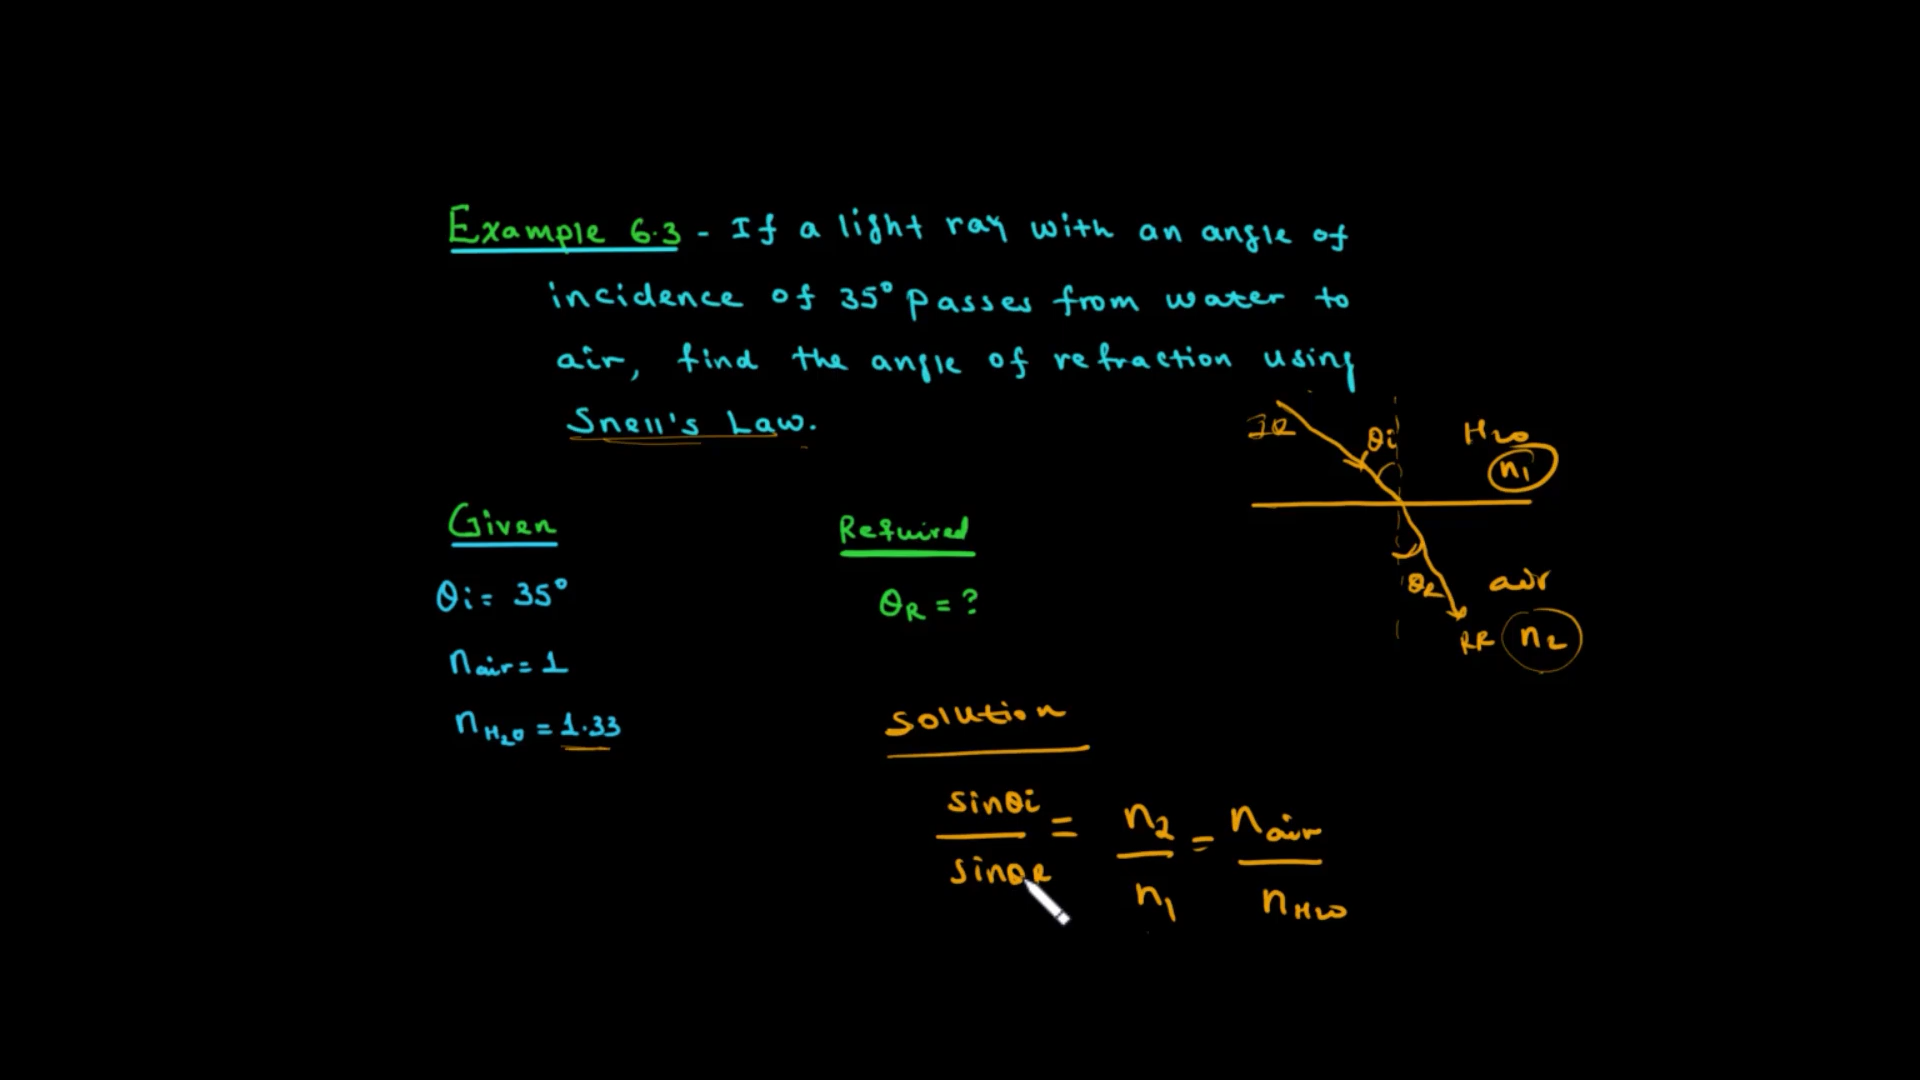 Example 6.3 - If a light ray with an angle of
incidence of 35° passes from water to
air, find the angle of refraction using
Snell's Law.
θi
H2O
n1
Given
Required
θi = 35°
θR = ?
θR
air
RR
n2
nair = 1
nH2O = 1.33
Solution
sinθi / sinθR = n2 / n1 = nair / nH2O